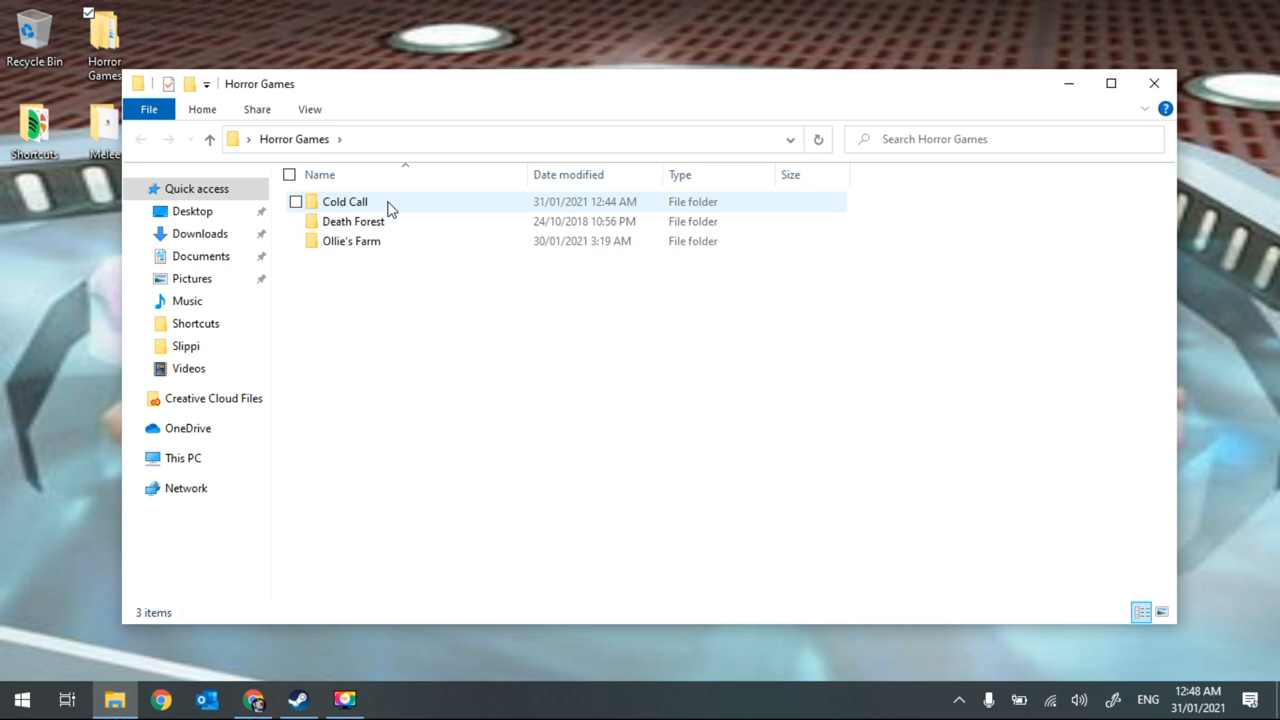 Recycle Bin
Horror
Games
Shortcuts
Melee
Horror Games
File Home Share View
Horror Games
Search Horror Games
Name Date modified Type Size
Cold Call 31/01/2021 12:44 AM File folder
Death Forest 24/10/2018 10:56 PM File folder
Ollie's Farm 30/01/2021 3:19 AM File folder
Quick access
Desktop
Downloads
Documents
Pictures
Music
Shortcuts
Slippi
Videos
Creative Cloud Files
OneDrive
This PC
Network
3 items
ENG
12:48 AM
31/01/2021